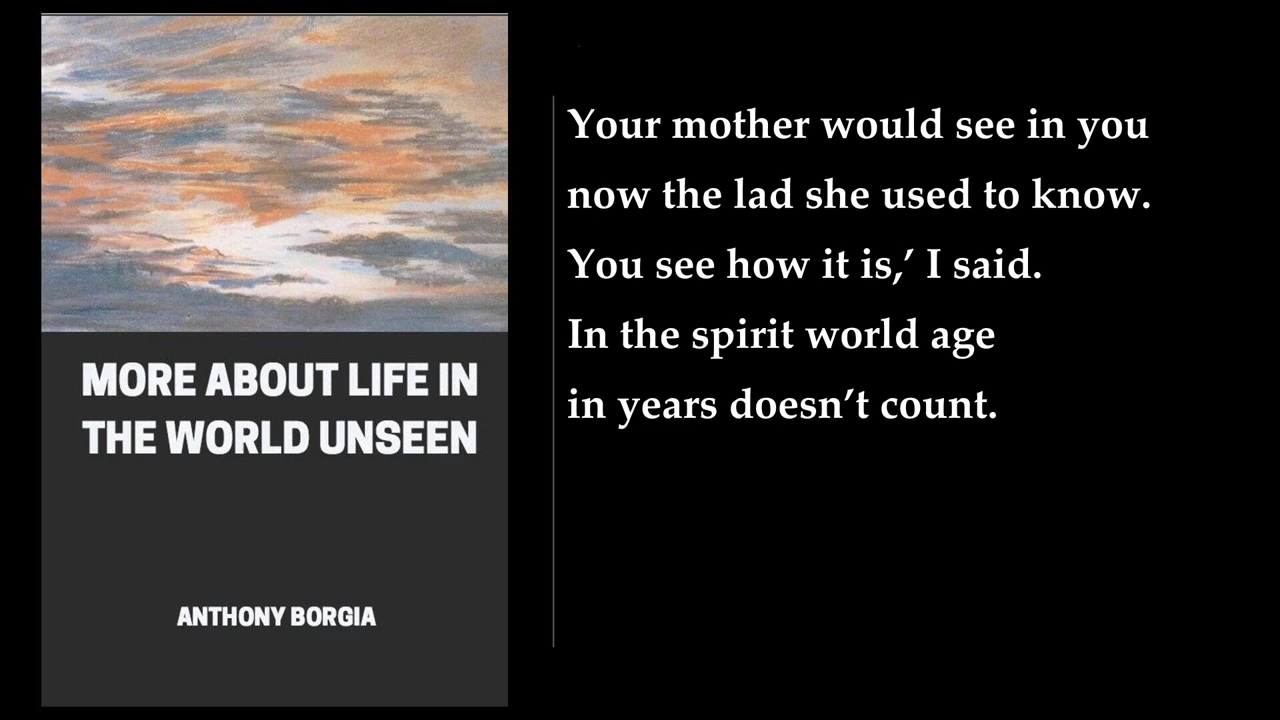 MORE ABOUT LIFE IN
THE WORLD UNSEEN
ANTHONY BORGIA
Your mother would see in you
now the lad she used to know.
You see how it is,’ I said.
In the spirit world age
in years doesn’t count.